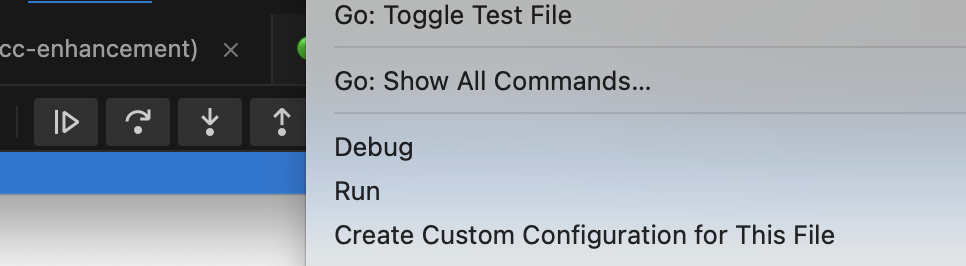 Go: Toggle Test File
cc-enhancement)
Go: Show All Commands...
Debug
Run
Create Custom Configuration for This File